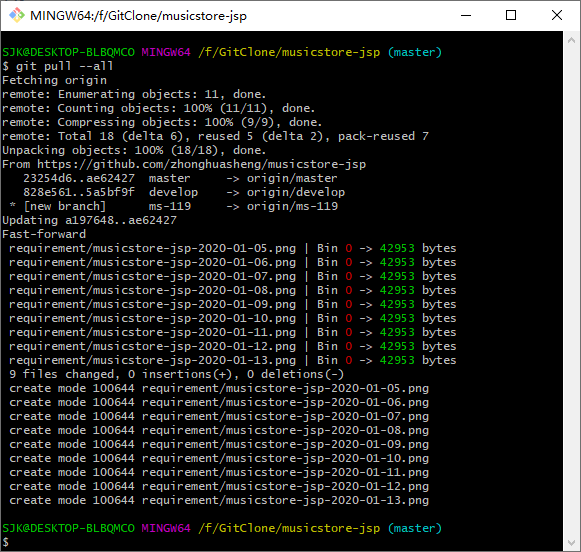 MINGW64:/f/GitClone/musicstore-jsp
SJK@DESKTOP-BLBQMCO MINGW64 /f/GitClone/musicstore-jsp (master)
$ git pull --all
Fetching origin
remote: Enumerating objects: 11, done.
remote: Counting objects: 100% (11/11), done.
remote: Compressing objects: 100% (9/9), done.
remote: Total 18 (delta 6), reused 5 (delta 2), pack-reused 7
Unpacking objects: 100% (18/18), done.
From https://github.com/zhonghuasheng/musicstore-jsp
   23254d6..ae62427  master     -> origin/master
   828e561..5a5bf9f  develop    -> origin/develop
 * [new branch]      ms-119     -> origin/ms-119
Updating a197648..ae62427
Fast-forward
 requirement/musicstore-jsp-2020-01-05.png | Bin 0 -> 42953 bytes
 requirement/musicstore-jsp-2020-01-06.png | Bin 0 -> 42953 bytes
 requirement/musicstore-jsp-2020-01-07.png | Bin 0 -> 42953 bytes
 requirement/musicstore-jsp-2020-01-08.png | Bin 0 -> 42953 bytes
 requirement/musicstore-jsp-2020-01-09.png | Bin 0 -> 42953 bytes
 requirement/musicstore-jsp-2020-01-10.png | Bin 0 -> 42953 bytes
 requirement/musicstore-jsp-2020-01-11.png | Bin 0 -> 42953 bytes
 requirement/musicstore-jsp-2020-01-12.png | Bin 0 -> 42953 bytes
 requirement/musicstore-jsp-2020-01-13.png | Bin 0 -> 42953 bytes
 9 files changed, 0 insertions(+), 0 deletions(-)
 create mode 100644 requirement/musicstore-jsp-2020-01-05.png
 create mode 100644 requirement/musicstore-jsp-2020-01-06.png
 create mode 100644 requirement/musicstore-jsp-2020-01-07.png
 create mode 100644 requirement/musicstore-jsp-2020-01-08.png
 create mode 100644 requirement/musicstore-jsp-2020-01-09.png
 create mode 100644 requirement/musicstore-jsp-2020-01-10.png
 create mode 100644 requirement/musicstore-jsp-2020-01-11.png
 create mode 100644 requirement/musicstore-jsp-2020-01-12.png
 create mode 100644 requirement/musicstore-jsp-2020-01-13.png
SJK@DESKTOP-BLBQMCO MINGW64 /f/GitClone/musicstore-jsp (master)
$